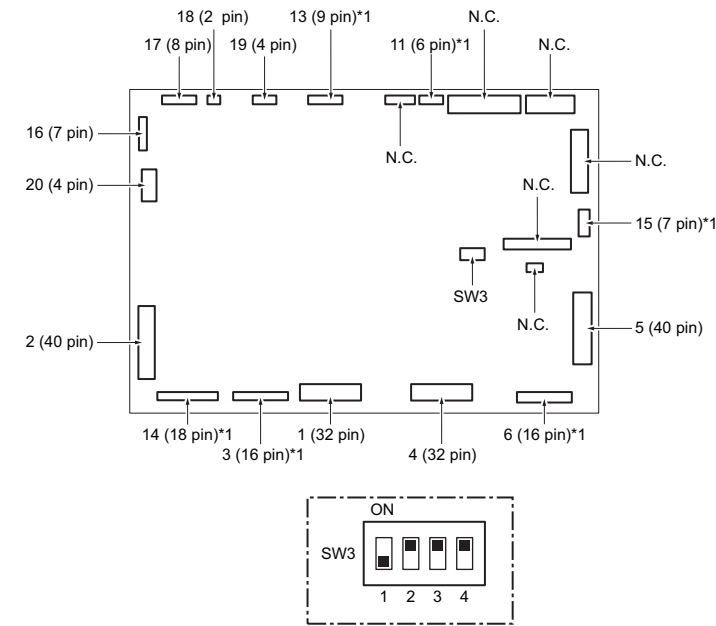 18 (2 pin)
13 (9 pin)*1
N.C.
17 (8 pin)
19 (4 pin)
11 (6 pin)*1
N.C.
16 (7 pin)
N.C.
N.C.
20 (4 pin)
N.C.
15 (7 pin)*1
SW3
N.C.
2 (40 pin)
5 (40 pin)
14 (18 pin)*1
1 (32 pin)
6 (16 pin)*1
3 (16 pin)*1
4 (32 pin)
ON
SW3
1 2 3 4